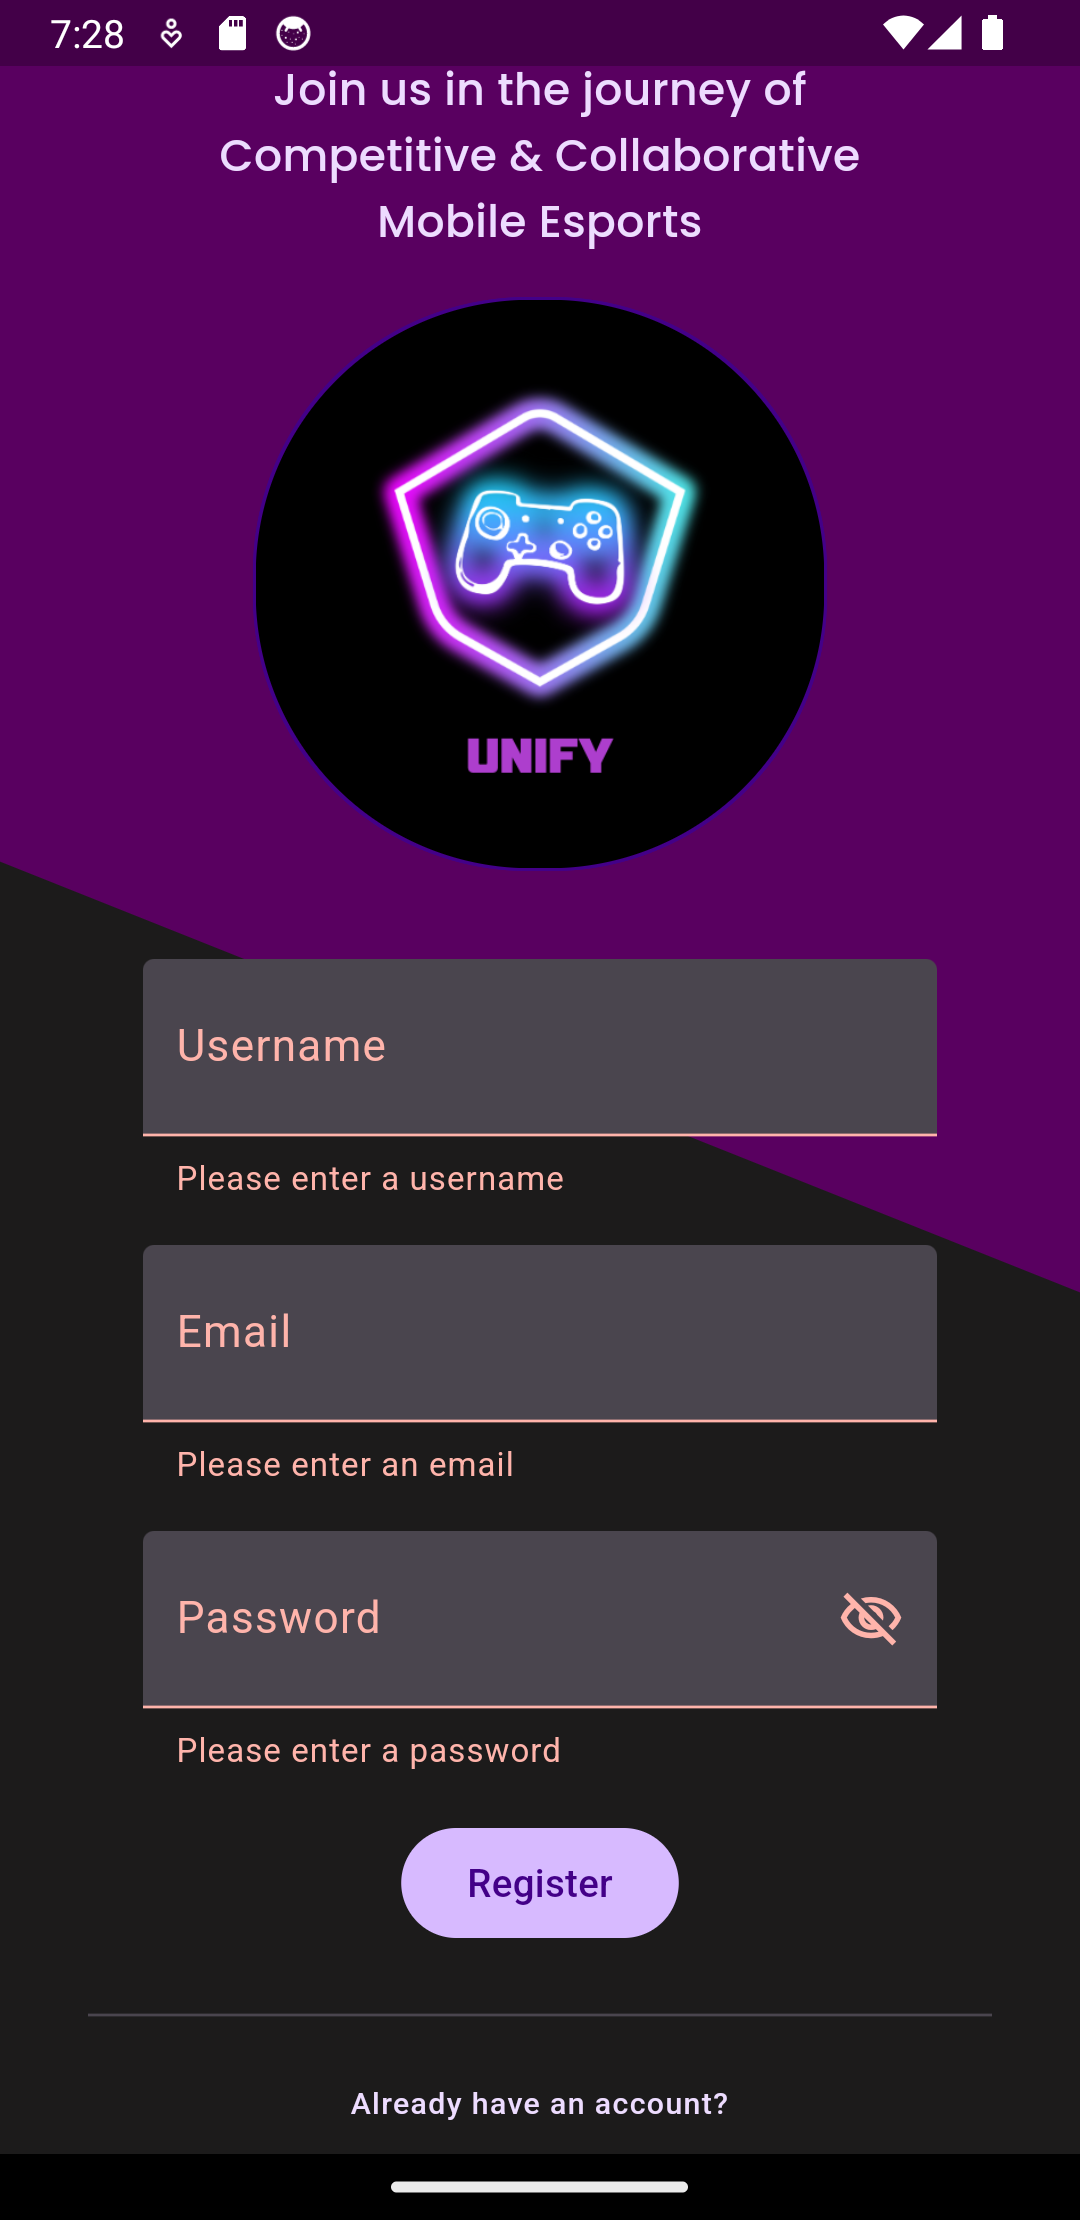 7:28
Join us in the journey of
Competitive & Collaborative
Mobile Esports
UNIFY
Username
Please enter a username
Email
Please enter an email
Password
Please enter a password
Register
Already have an account?